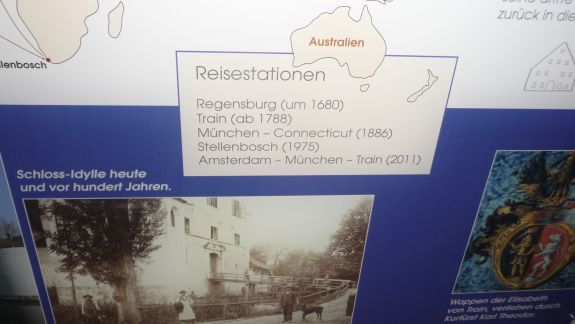 zurück in die
llenbosch
Australien
Reisestationen
Regensburg (um 1680)
Train (ab 1788)
München – Connecticut (1886)
Stellenbosch (1975)
Amsterdam – München – Train (2011)
Schloss-Idylle heute
und vor hundert Jahren.
Wappen der Elisabeth
von Train, verliehen durch
Kurfürst Karl Theodor.